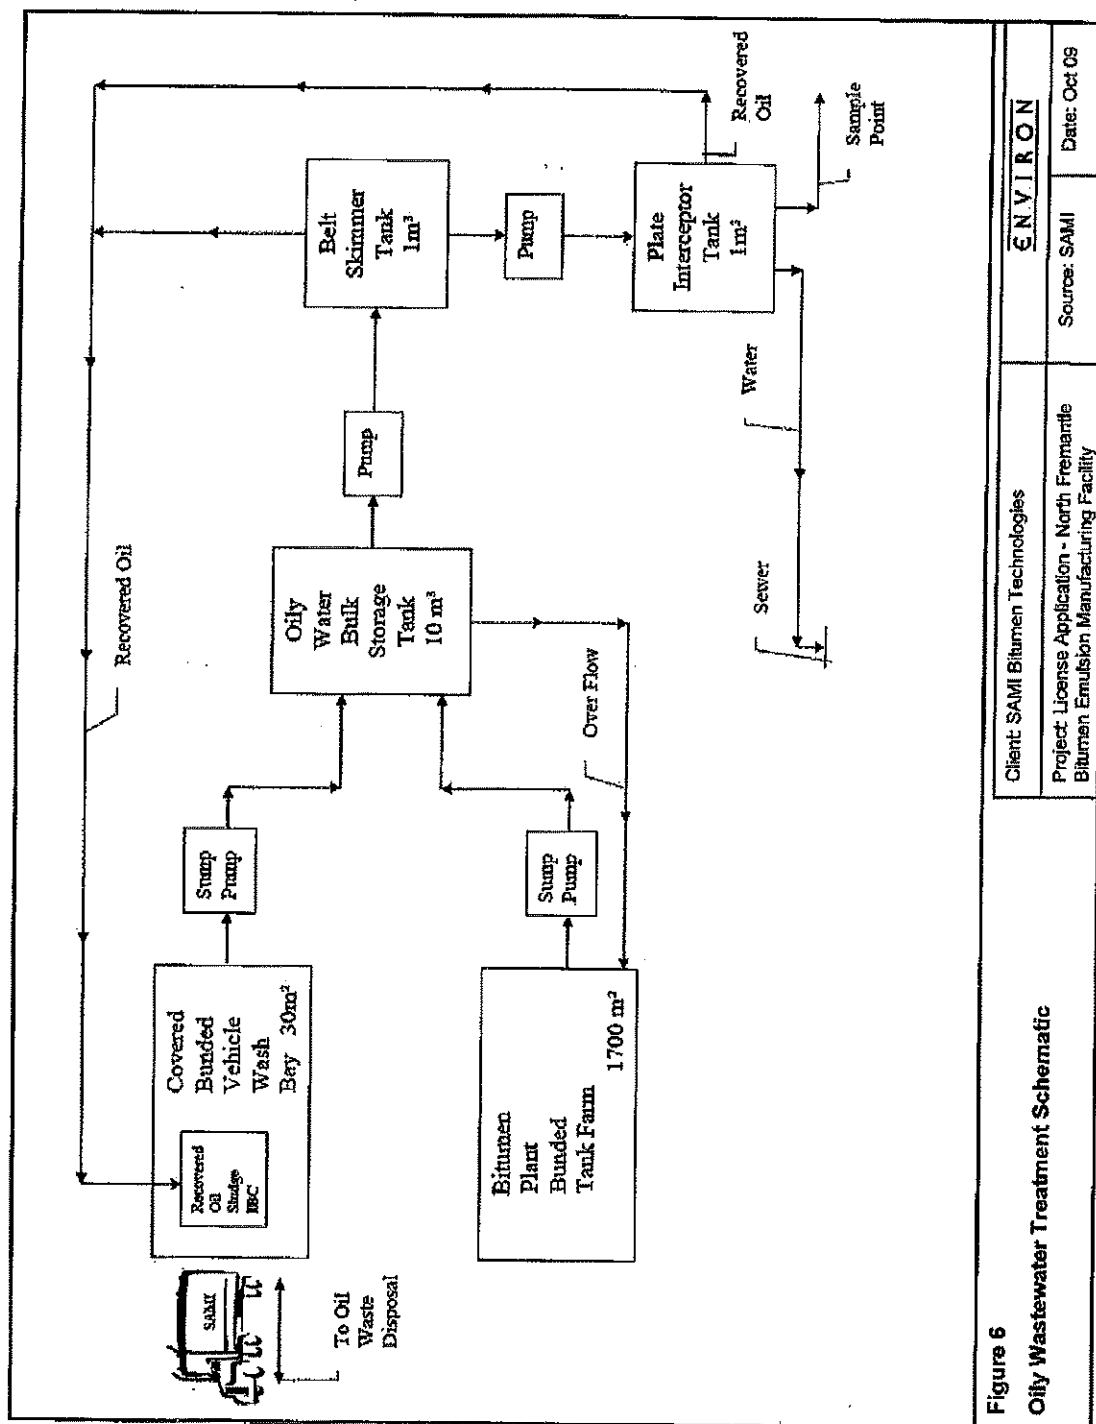 Recovered Oil
SAMI
To Oil
Waste
Disposal
Recovered
Oil
Sludge
IBC
Covered
Bunded
Vehicle
Wash
Bay 30m²
Sump
Pump
Bitumen
Plant
Bunded
Tank Farm
1700 m²
Sump
Pump
Over Flow
Oily
Water
Bulk
Storage
Tank
10 m³
Pump
Belt
Skimmer
Tank
1m³
Pump
Plate
Interceptor
Tank
1m³
Recovered
Oil
Sample
Point
Water
Sewer
Figure 6
Oily Wastewater Treatment Schematic
Client: SAMI Bitumen Technologies
ENVIRON
Project: License Application - North Fremantle
Bitumen Emulsion Manufacturing Facility
Source: SAMI
Date: Oct 09